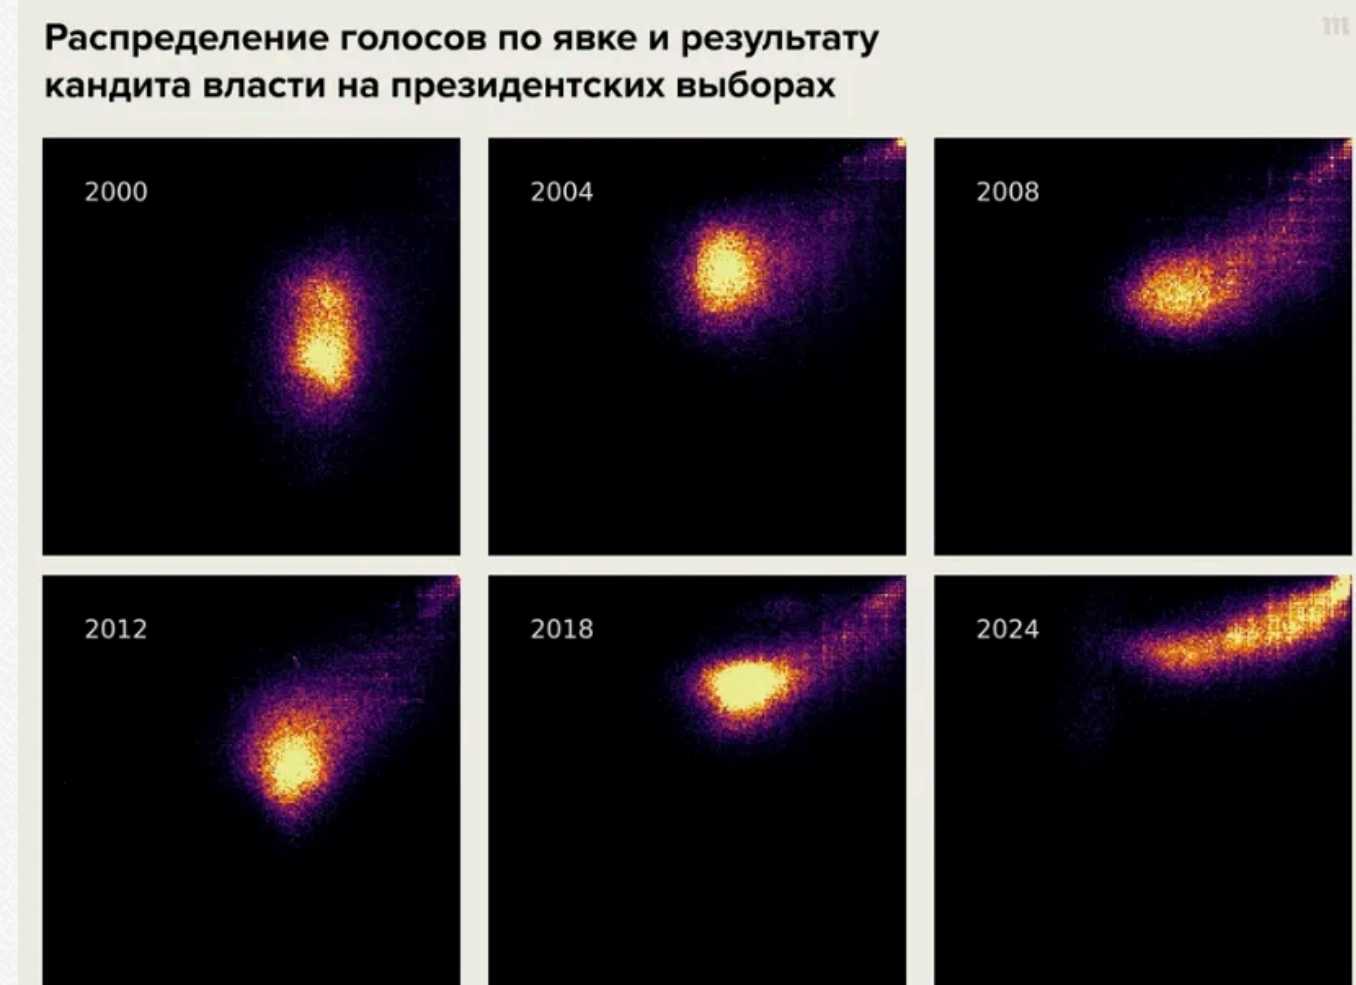 Распределение голосов по явке и результату
кандита власти на президентских выборах
m
2000
2004
2008
2012
2018
2024